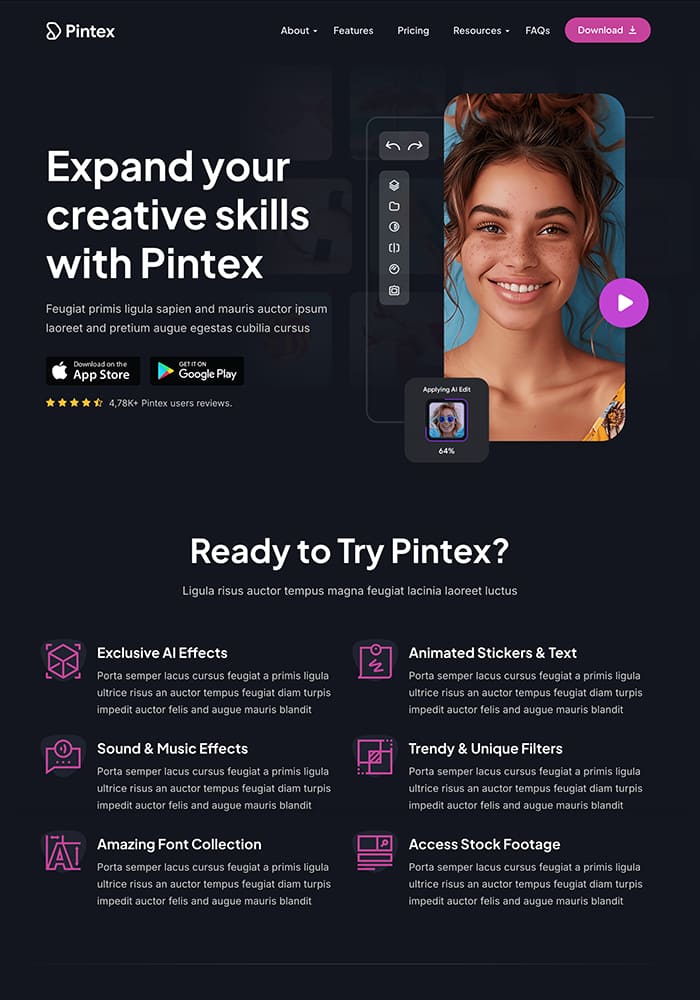 Pintex
About
Features
Pricing
Resources
FAQs
Download
Expand your
creative skills
with Pintex
Feugiat primis ligula sapien and mauris auctor ipsum
laoreet and pretium augue egestas cubilia cursus
Download on the
App Store
GET IT ON
Google Play
4,78K+ Pintex users reviews.
Applying AI Edit
64%
Ready to Try Pintex?
Ligula risus auctor tempus magna feugiat lacinia laoreet luctus
Exclusive AI Effects
Porta semper lacus cursus feugiat a primis ligula
ultrice risus an auctor tempus feugiat diam turpis
impedit auctor felis and augue mauris blandit
Animated Stickers & Text
Porta semper lacus cursus feugiat a primis ligula
ultrice risus an auctor tempus feugiat diam turpis
impedit auctor felis and augue mauris blandit
Sound & Music Effects
Porta semper lacus cursus feugiat a primis ligula
ultrice risus an auctor tempus feugiat diam turpis
impedit auctor felis and augue mauris blandit
Trendy & Unique Filters
Porta semper lacus cursus feugiat a primis ligula
ultrice risus an auctor tempus feugiat diam turpis
impedit auctor felis and augue mauris blandit
Amazing Font Collection
Porta semper lacus cursus feugiat a primis ligula
ultrice risus an auctor tempus feugiat diam turpis
impedit auctor felis and augue mauris blandit
Access Stock Footage
Porta semper lacus cursus feugiat a primis ligula
ultrice risus an auctor tempus feugiat diam turpis
impedit auctor felis and augue mauris blandit